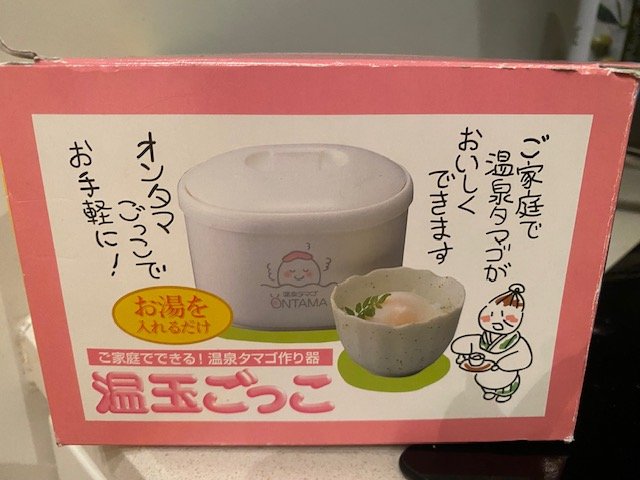 ご家庭で
温泉タマゴが
おいしく
できます
オンタマ
ごっこで
お手軽に!
温泉タマゴ
ONTAMA
お湯を
入れるだけ
ご家庭でできる!温泉タマゴ作り器
温玉ごっこ